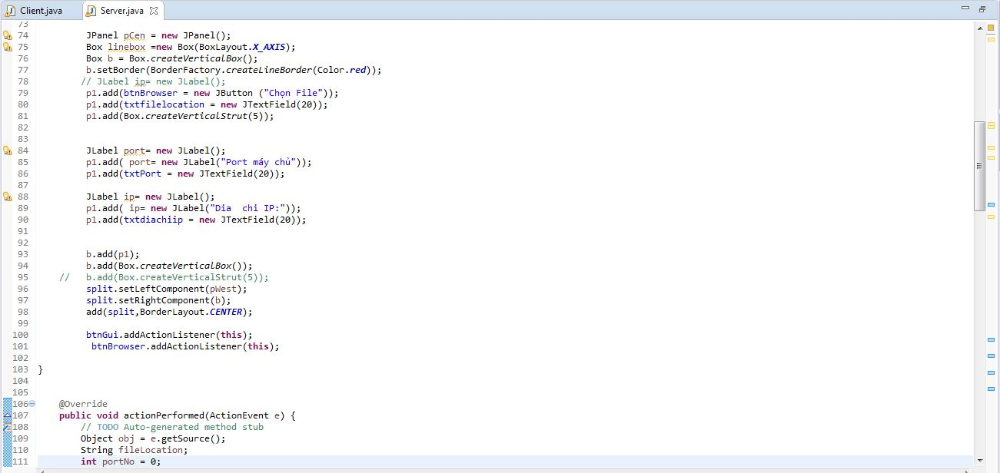 Client.java Server.java
73
74 JPanel pCen = new JPanel();
75 Box linebox =new Box(BoxLayout.X_AXIS);
76 Box b = Box.createVerticalBox();
77 b.setBorder(BorderFactory.createLineBorder(Color.red));
78 // JLabel ip= new JLabel();
79 p1.add(btnBrowser = new JButton ("Chọn File"));
80 p1.add(txtfilelocation = new JTextField(20));
81 p1.add(Box.createVerticalStrut(5));
82
83
84 JLabel port= new JLabel();
85 p1.add( port= new JLabel("Port máy chủ"));
86 p1.add(txtPort = new JTextField(20));
87
88 JLabel ip= new JLabel();
89 p1.add( ip= new JLabel("Dia  chi IP:"));
90 p1.add(txtdiachiip = new JTextField(20));
91
92
93 b.add(p1);
94 b.add(Box.createVerticalBox());
95 // b.add(Box.createVerticalStrut(5));
96 split.setLeftComponent(pWest);
97 split.setRightComponent(b);
98 add(split,BorderLayout.CENTER);
99
100 btnGui.addActionListener(this);
101 btnBrowser.addActionListener(this);
102
103 }
104
105
106 @Override
107 public void actionPerformed(ActionEvent e) {
108 // TODO Auto-generated method stub
109 Object obj = e.getSource();
110 String fileLocation;
111 int portNo = 0;